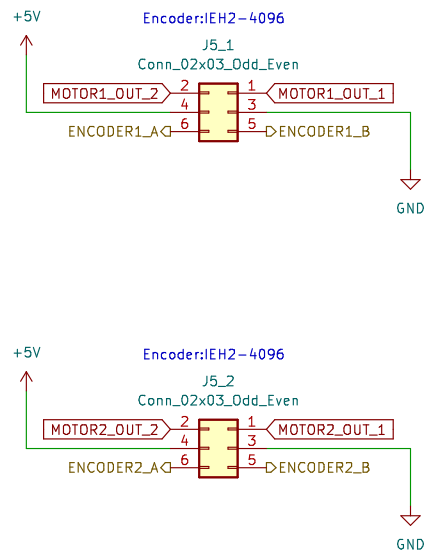 +5V
Encoder:IEH2-4096
J5_1
Conn_02x03_Odd_Even
MOTOR1_OUT_2 2 1 MOTOR1_OUT_1
4 3
ENCODER1_A 6 5 ENCODER1_B
GND
+5V
Encoder:IEH2-4096
J5_2
Conn_02x03_Odd_Even
MOTOR2_OUT_2 2 1 MOTOR2_OUT_1
4 3
ENCODER2_A 6 5 ENCODER2_B
GND